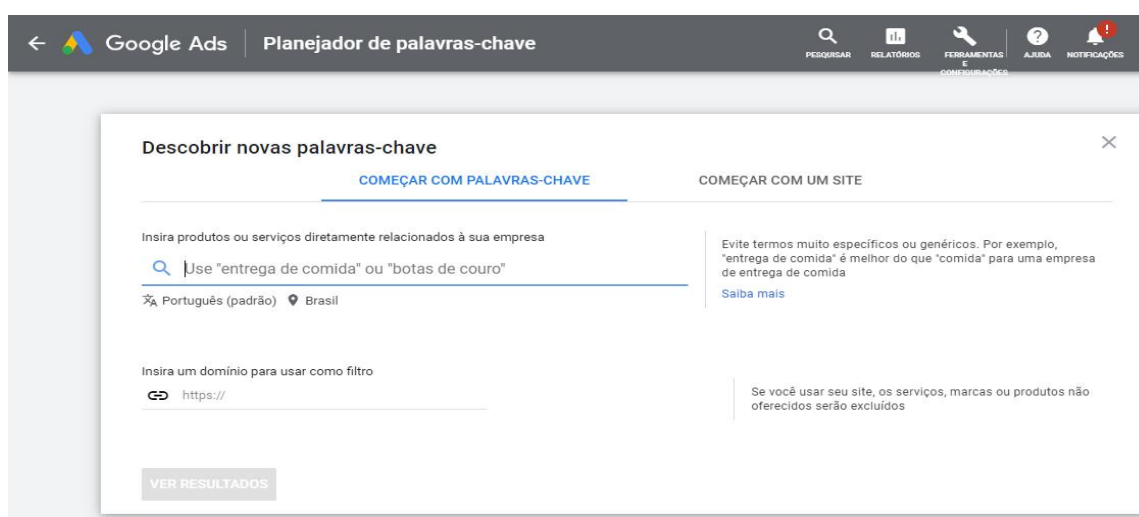 Google Ads Planejador de palavras-chave
PESQUISAR
RELATÓRIOS
FERRAMENTAS
E
CONFIGURAÇÕES
AJUDA
NOTIFICAÇÕES
Descobrir novas palavras-chave
COMEÇAR COM PALAVRAS-CHAVE
COMEÇAR COM UM SITE
Insira produtos ou serviços diretamente relacionados à sua empresa
Use "entrega de comida" ou "botas de couro"
Português (padrão) Brasil
Evite termos muito específicos ou genéricos. Por exemplo,
"entrega de comida" é melhor do que "comida" para uma empresa
de entrega de comida
Saiba mais
Insira um domínio para usar como filtro
https://
Se você usar seu site, os serviços, marcas ou produtos não
oferecidos serão excluídos
VER RESULTADOS